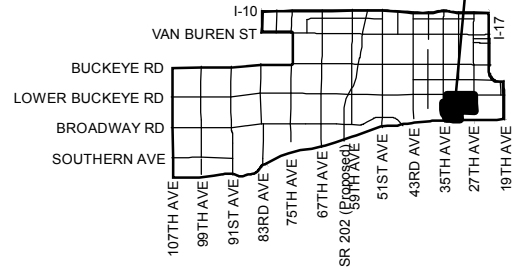 I-10
VAN BUREN ST
I-17
BUCKEYE RD
LOWER BUCKEYE RD
BROADWAY RD
SOUTHERN AVE
107TH AVE
99TH AVE
91ST AVE
83RD AVE
75TH AVE
67TH AVE
SR 202 (Proposed)
59TH AVE
51ST AVE
43RD AVE
35TH AVE
27TH AVE
19TH AVE